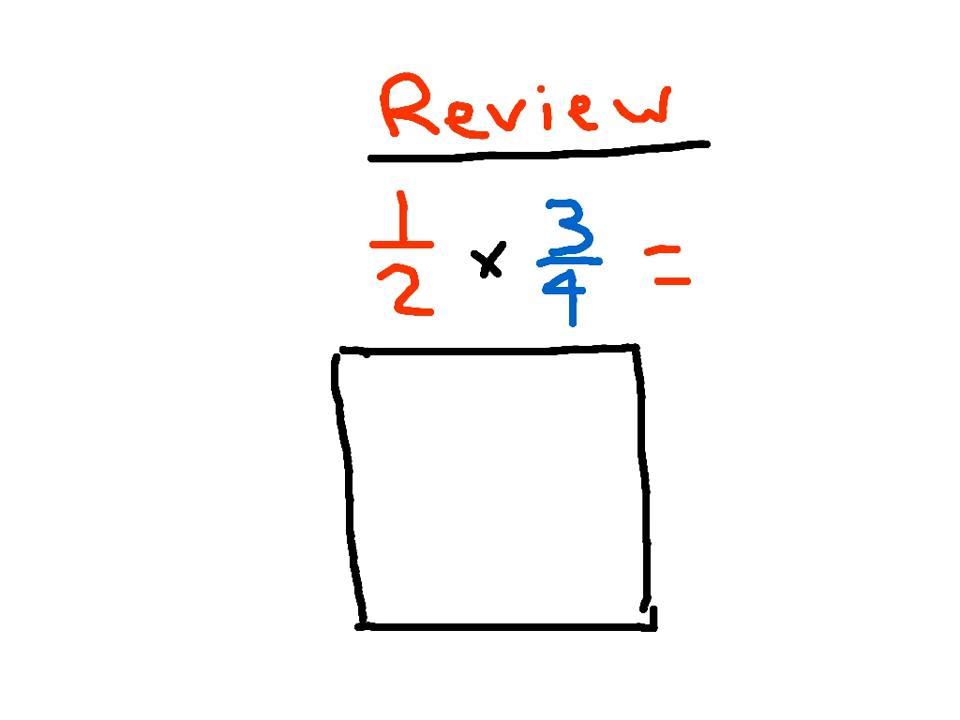 Review
1/2 × 3/4 =